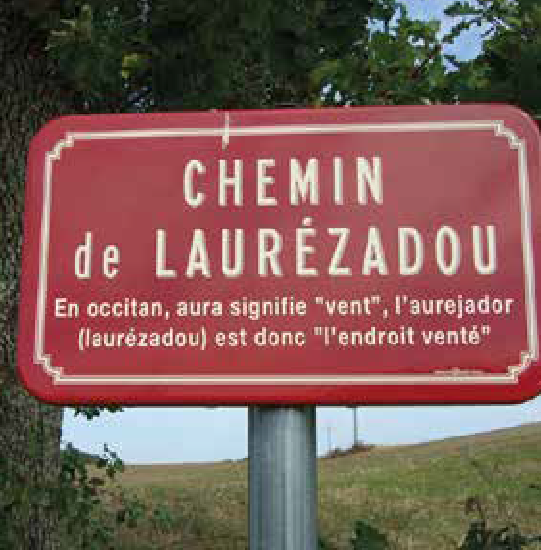 CHEMIN
de LAURÉZADOU
En occitan, aura signifie "vent", l'aurejador
(laurézadou) est donc "l'endroit venté"